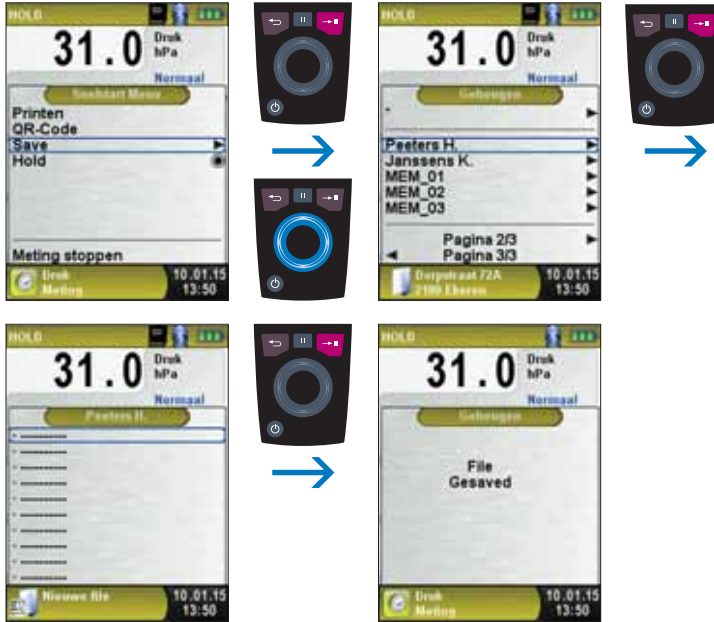 HOLD
31.0 Druk
hPa
Normaal
Snelstart Menu
Printen
QR-Code
Save
Hold
Meting stoppen
Druk
Meting
10.01.15
13:50
HOLD
31.0 Druk
hPa
Normaal
Geheugen
Peeters H.
Janssens K.
MEM_01
MEM_02
MEM_03
Pagina 2/3
Pagina 3/3
Dorpstraat 72A
2180 Ekeren
10.01.15
13:50
HOLD
31.0 Druk
hPa
Normaal
Peeters H.
Nieuwe file
10.01.15
13:50
HOLD
31.0 Druk
hPa
Normaal
Geheugen
File
Gesaved
Druk
Meting
10.01.15
13:50